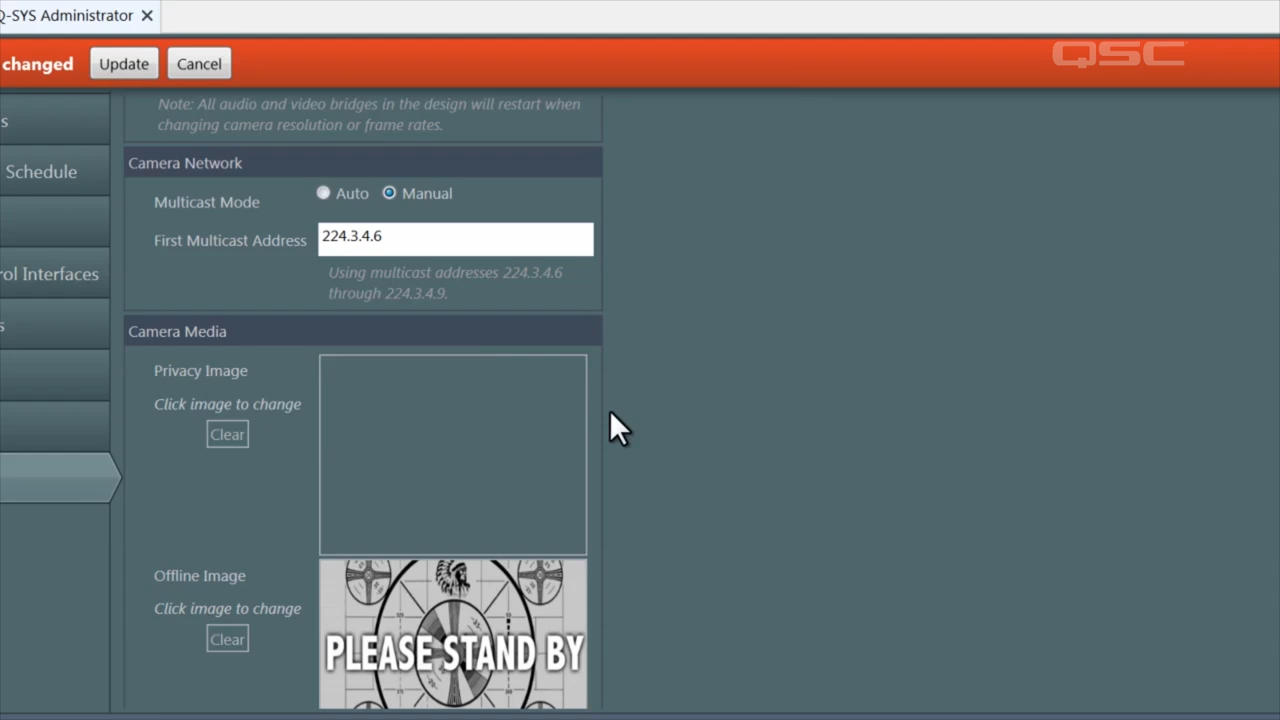 Q-SYS Administrator
changed
Update
Cancel
QSC
s
Note: All audio and video bridges in the design will restart when
changing camera resolution or frame rates.
Schedule
Camera Network
Multicast Mode
Auto
Manual
First Multicast Address
224.3.4.6
rol Interfaces
Using multicast addresses 224.3.4.6
through 224.3.4.9.
s
Camera Media
Privacy Image
Click image to change
Clear
Offline Image
Click image to change
Clear
PLEASE STAND BY